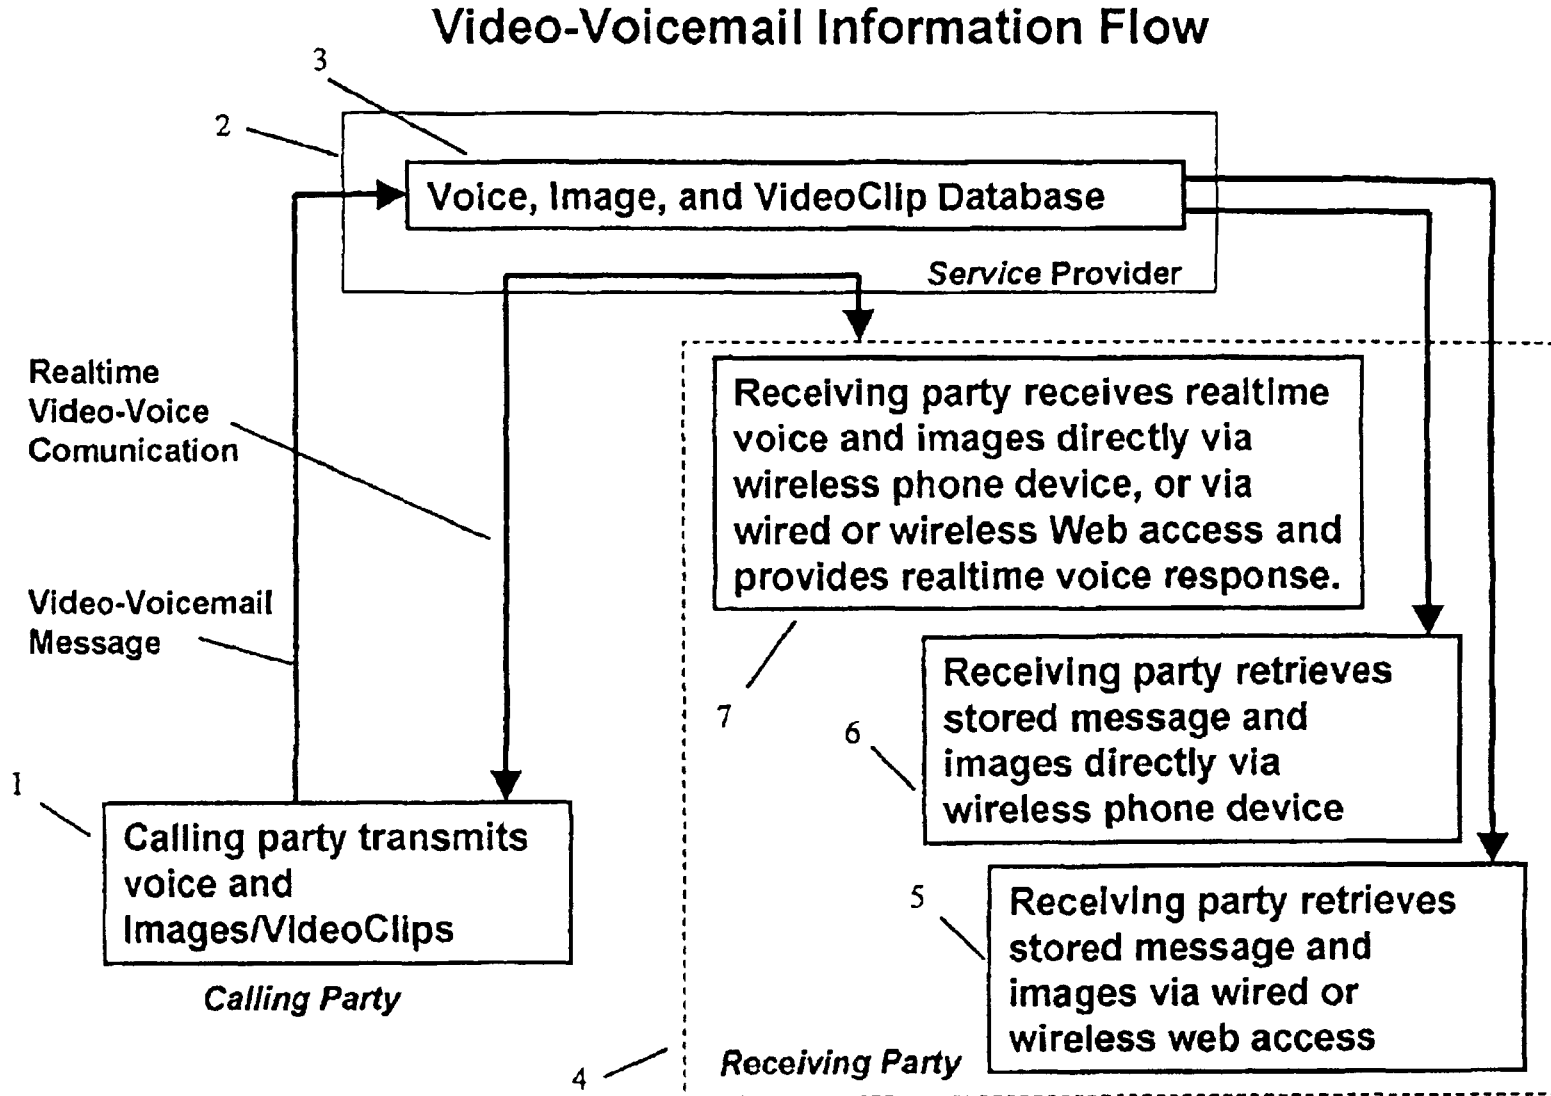 Video-Voicemail Information Flow
3
2
Voice, Image, and VideoClip Database
Service Provider
Realtime
Video-Voice
Comunication
Receiving party receives realtime
voice and images directly via
wireless phone device, or via
wired or wireless Web access and
provides realtime voice response.
Video-Voicemail
Message
7
6
Receiving party retrieves
stored message and
images directly via
wireless phone device
1
Calling party transmits
voice and
Images/VideoClips
Calling Party
5
Receiving party retrieves
stored message and
images via wired or
wireless web access
4
Receiving Party